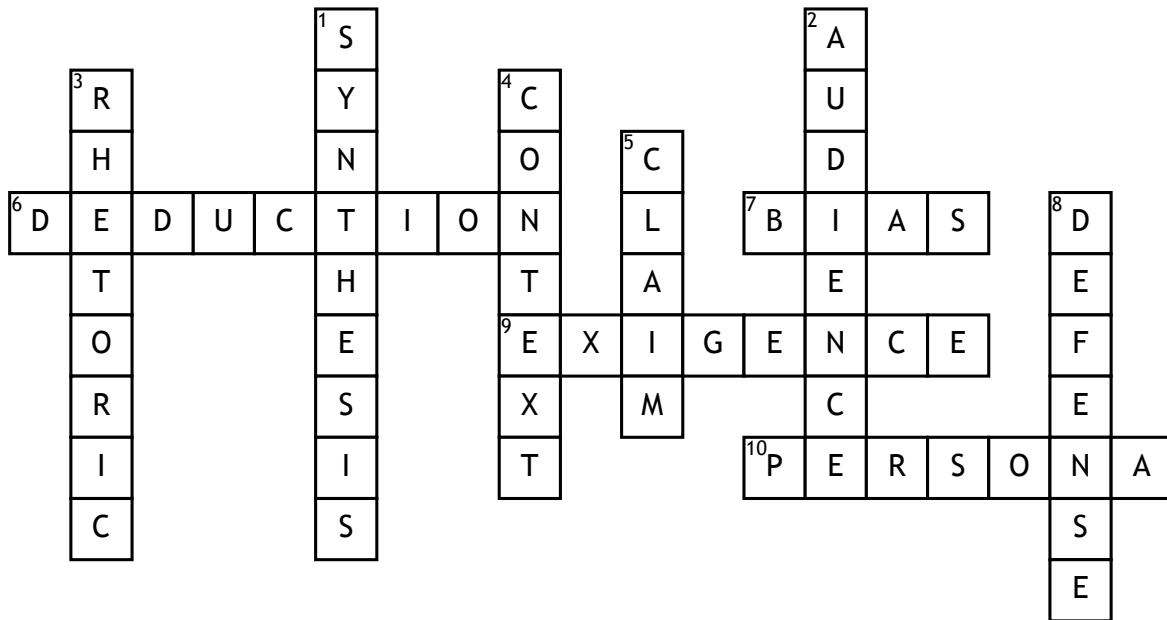 1 S 2 A
3 R Y 4 C U
H N O 5 C D
6 D E D U C T I O N L 7 B I A S 8 D
T H T A E E
O E 9 E X I G E N C E F
R S X M C E
I I T 10 P E R S O N A
C S S
E